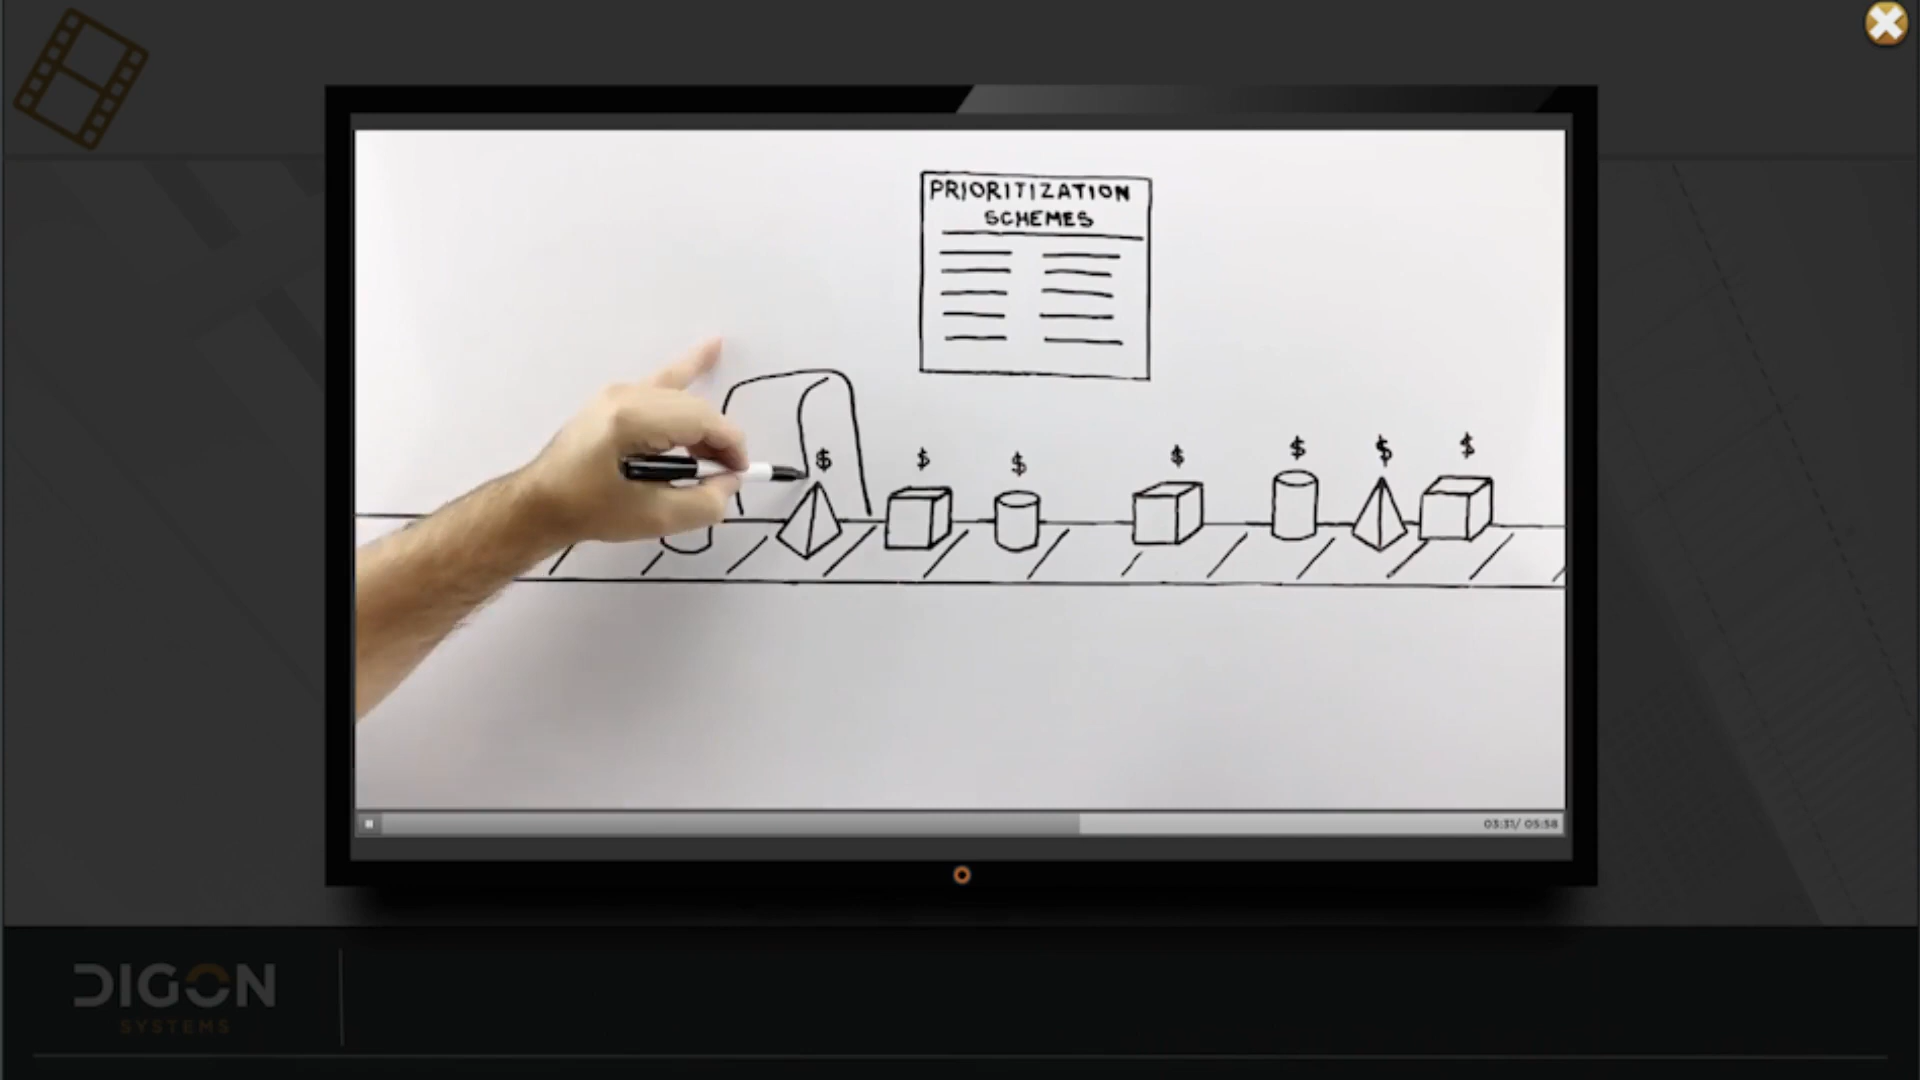 PRIORITIZATION
SCHEMES
$ $ $ $ $ $ $
03:31/ 05:58
DIGON
SYSTEMS